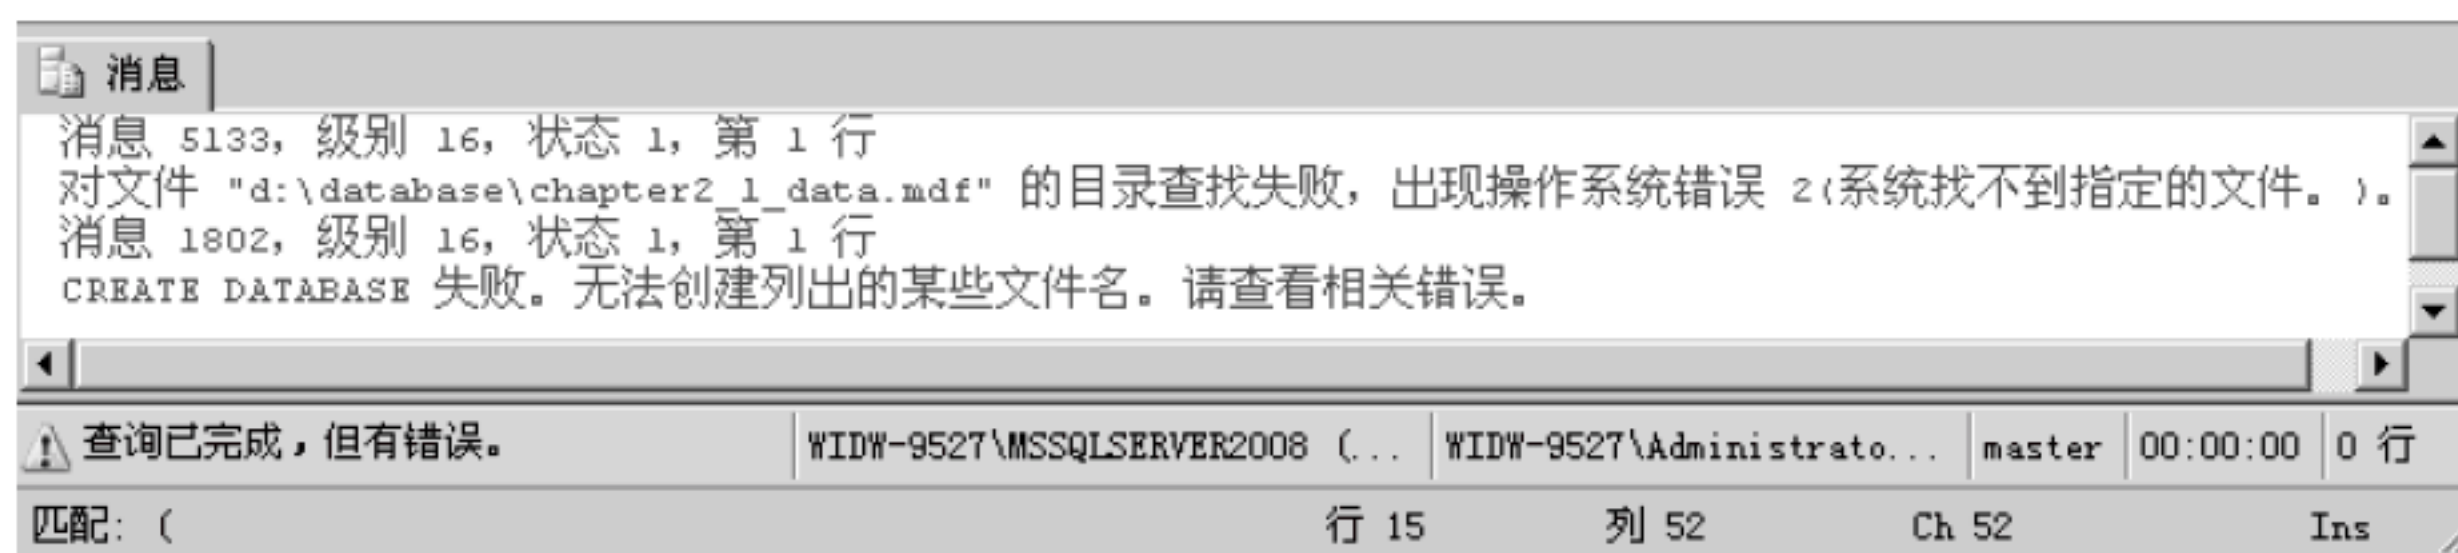 消息
消息 5133，级别 16，状态 1，第 1 行
对文件 "d:\database\chapter2_1_data.mdf" 的目录查找失败，出现操作系统错误 2(系统找不到指定的文件。)。
消息 1802，级别 16，状态 1，第 1 行
CREATE DATABASE 失败。无法创建列出的某些文件名。请查看相关错误。
查询已完成，但有错误。 WIDW-9527\MSSQLSERVER2008 (... WIDW-9527\Administrato... master 00:00:00 0 行
匹配: ( 行 15 列 52 Ch 52 Ins